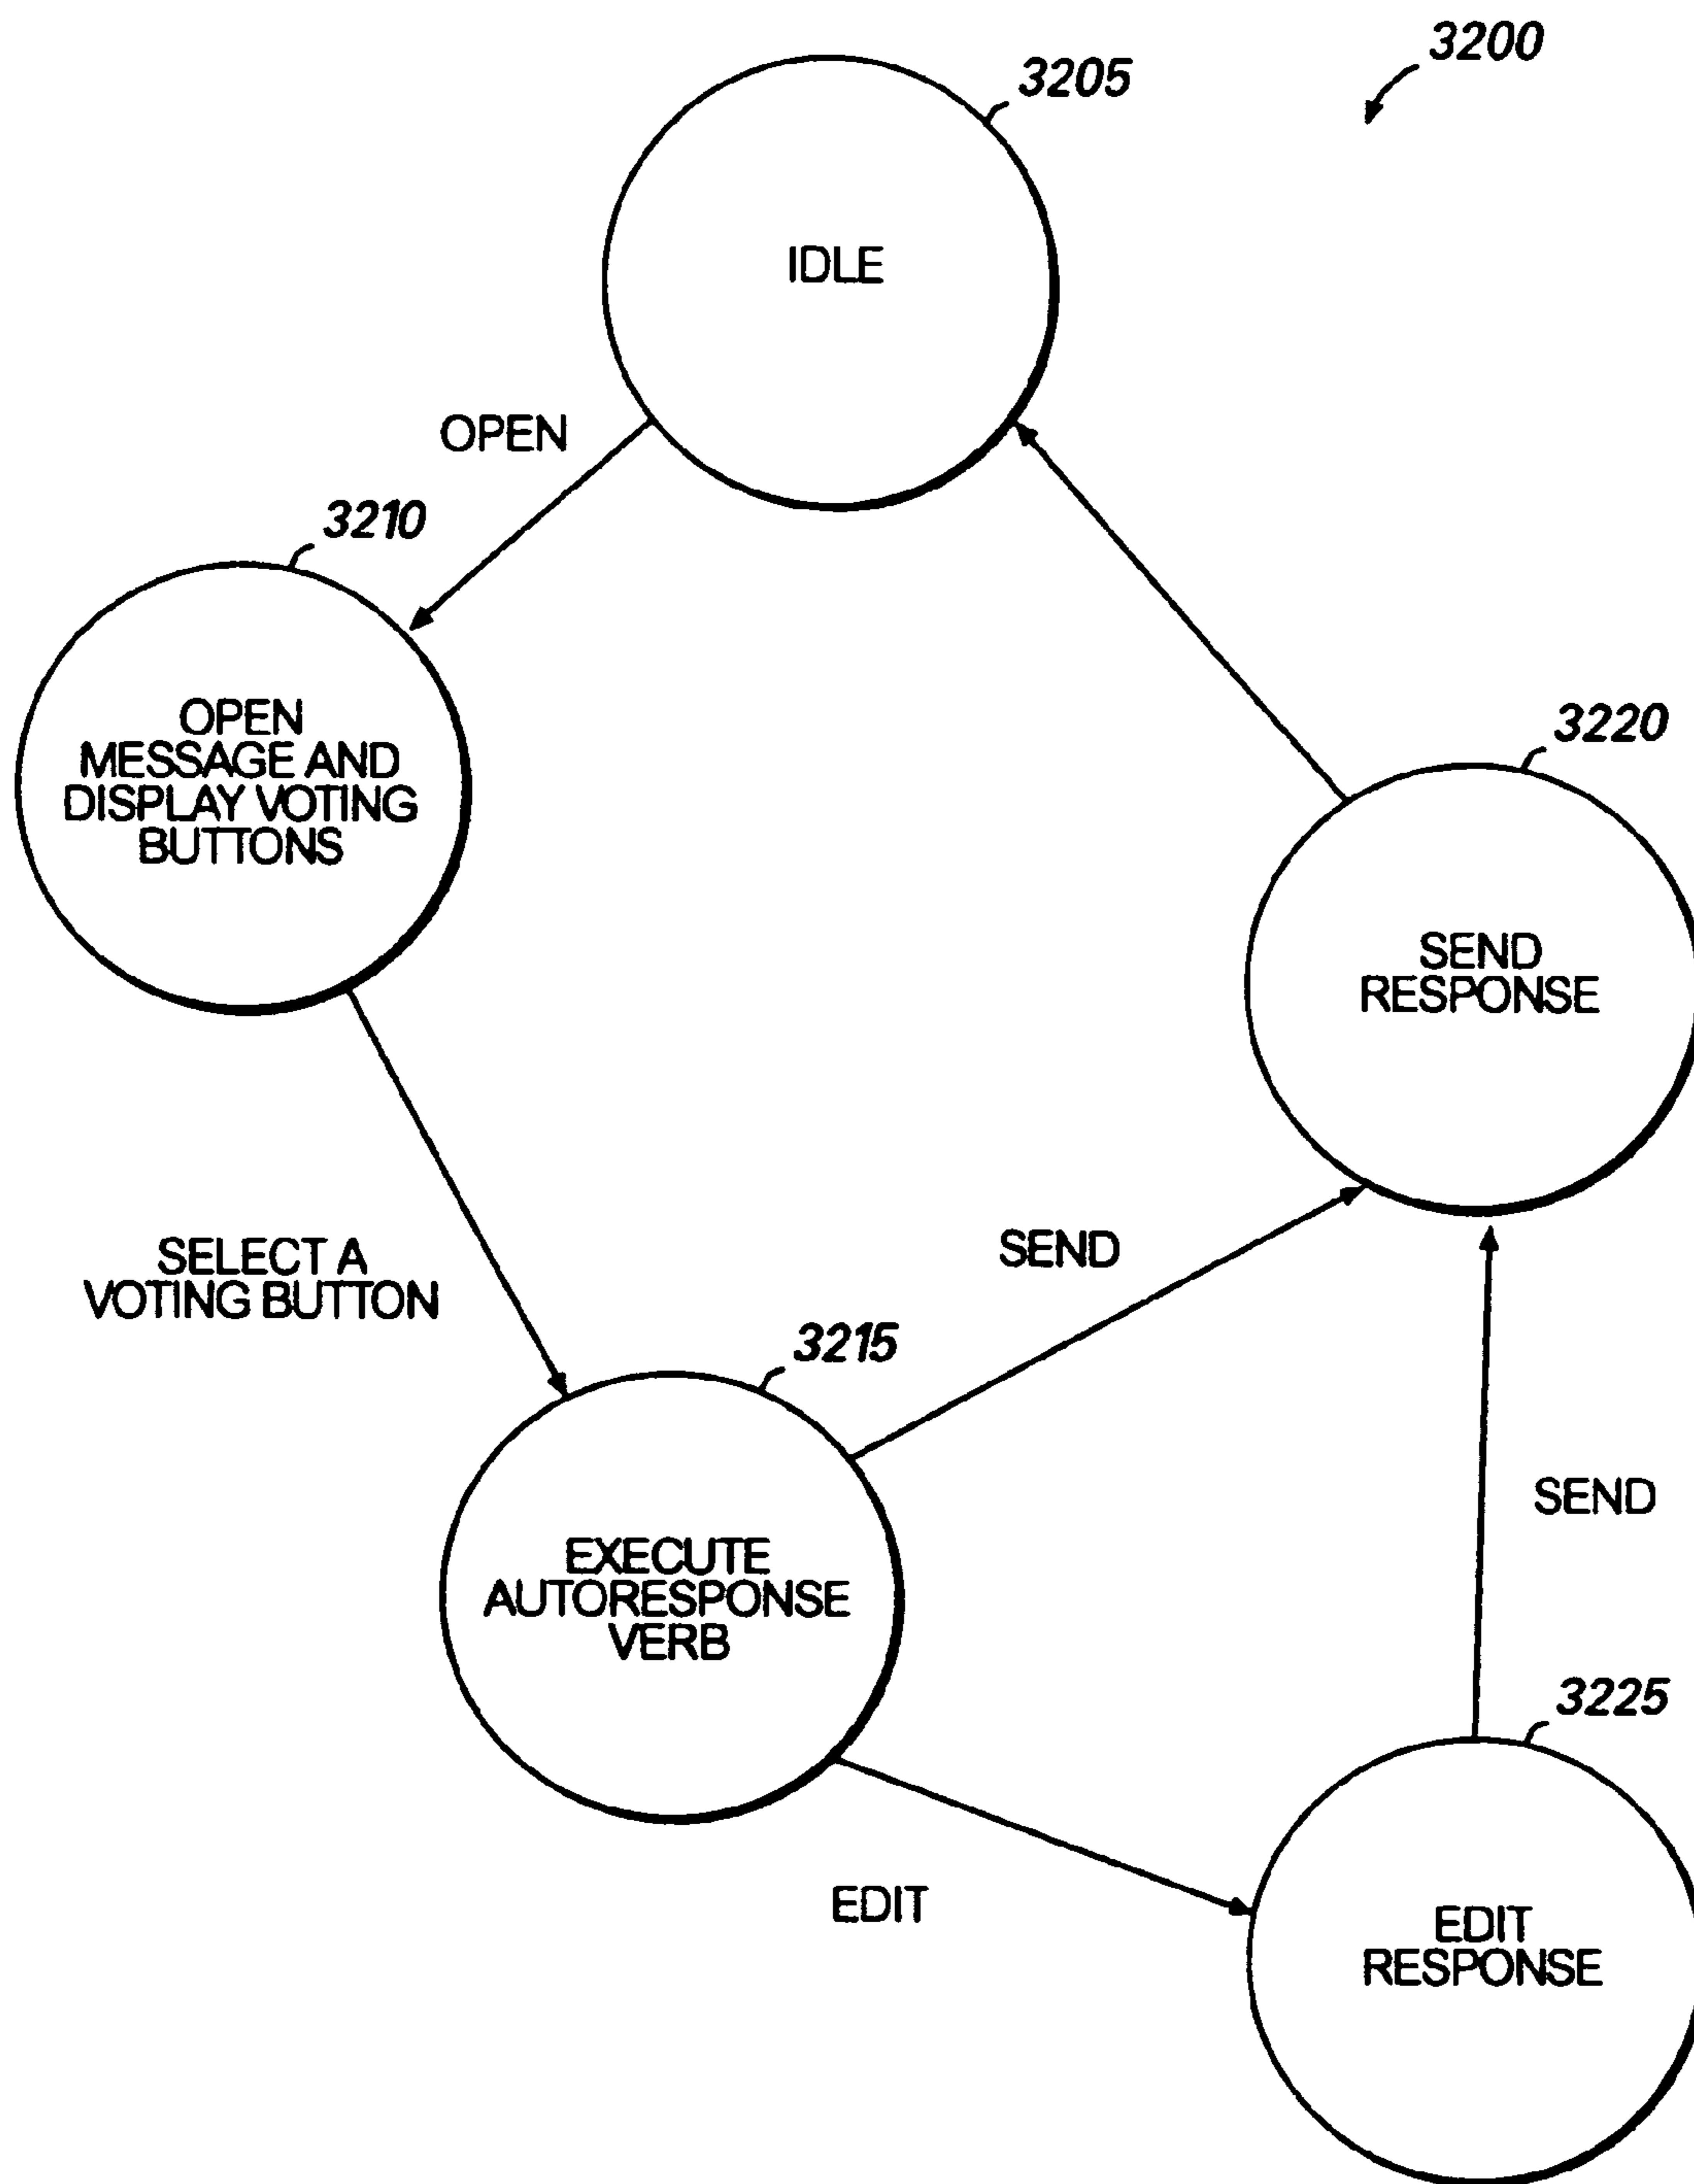 3200
3205
IDLE
OPEN
3210
OPEN
MESSAGE AND
DISPLAY VOTING
BUTTONS
3220
SEND
RESPONSE
SELECT A
VOTING BUTTON
SEND
3215
EXECUTE
AUTORESPONSE
VERB
SEND
3225
EDIT
EDIT
RESPONSE